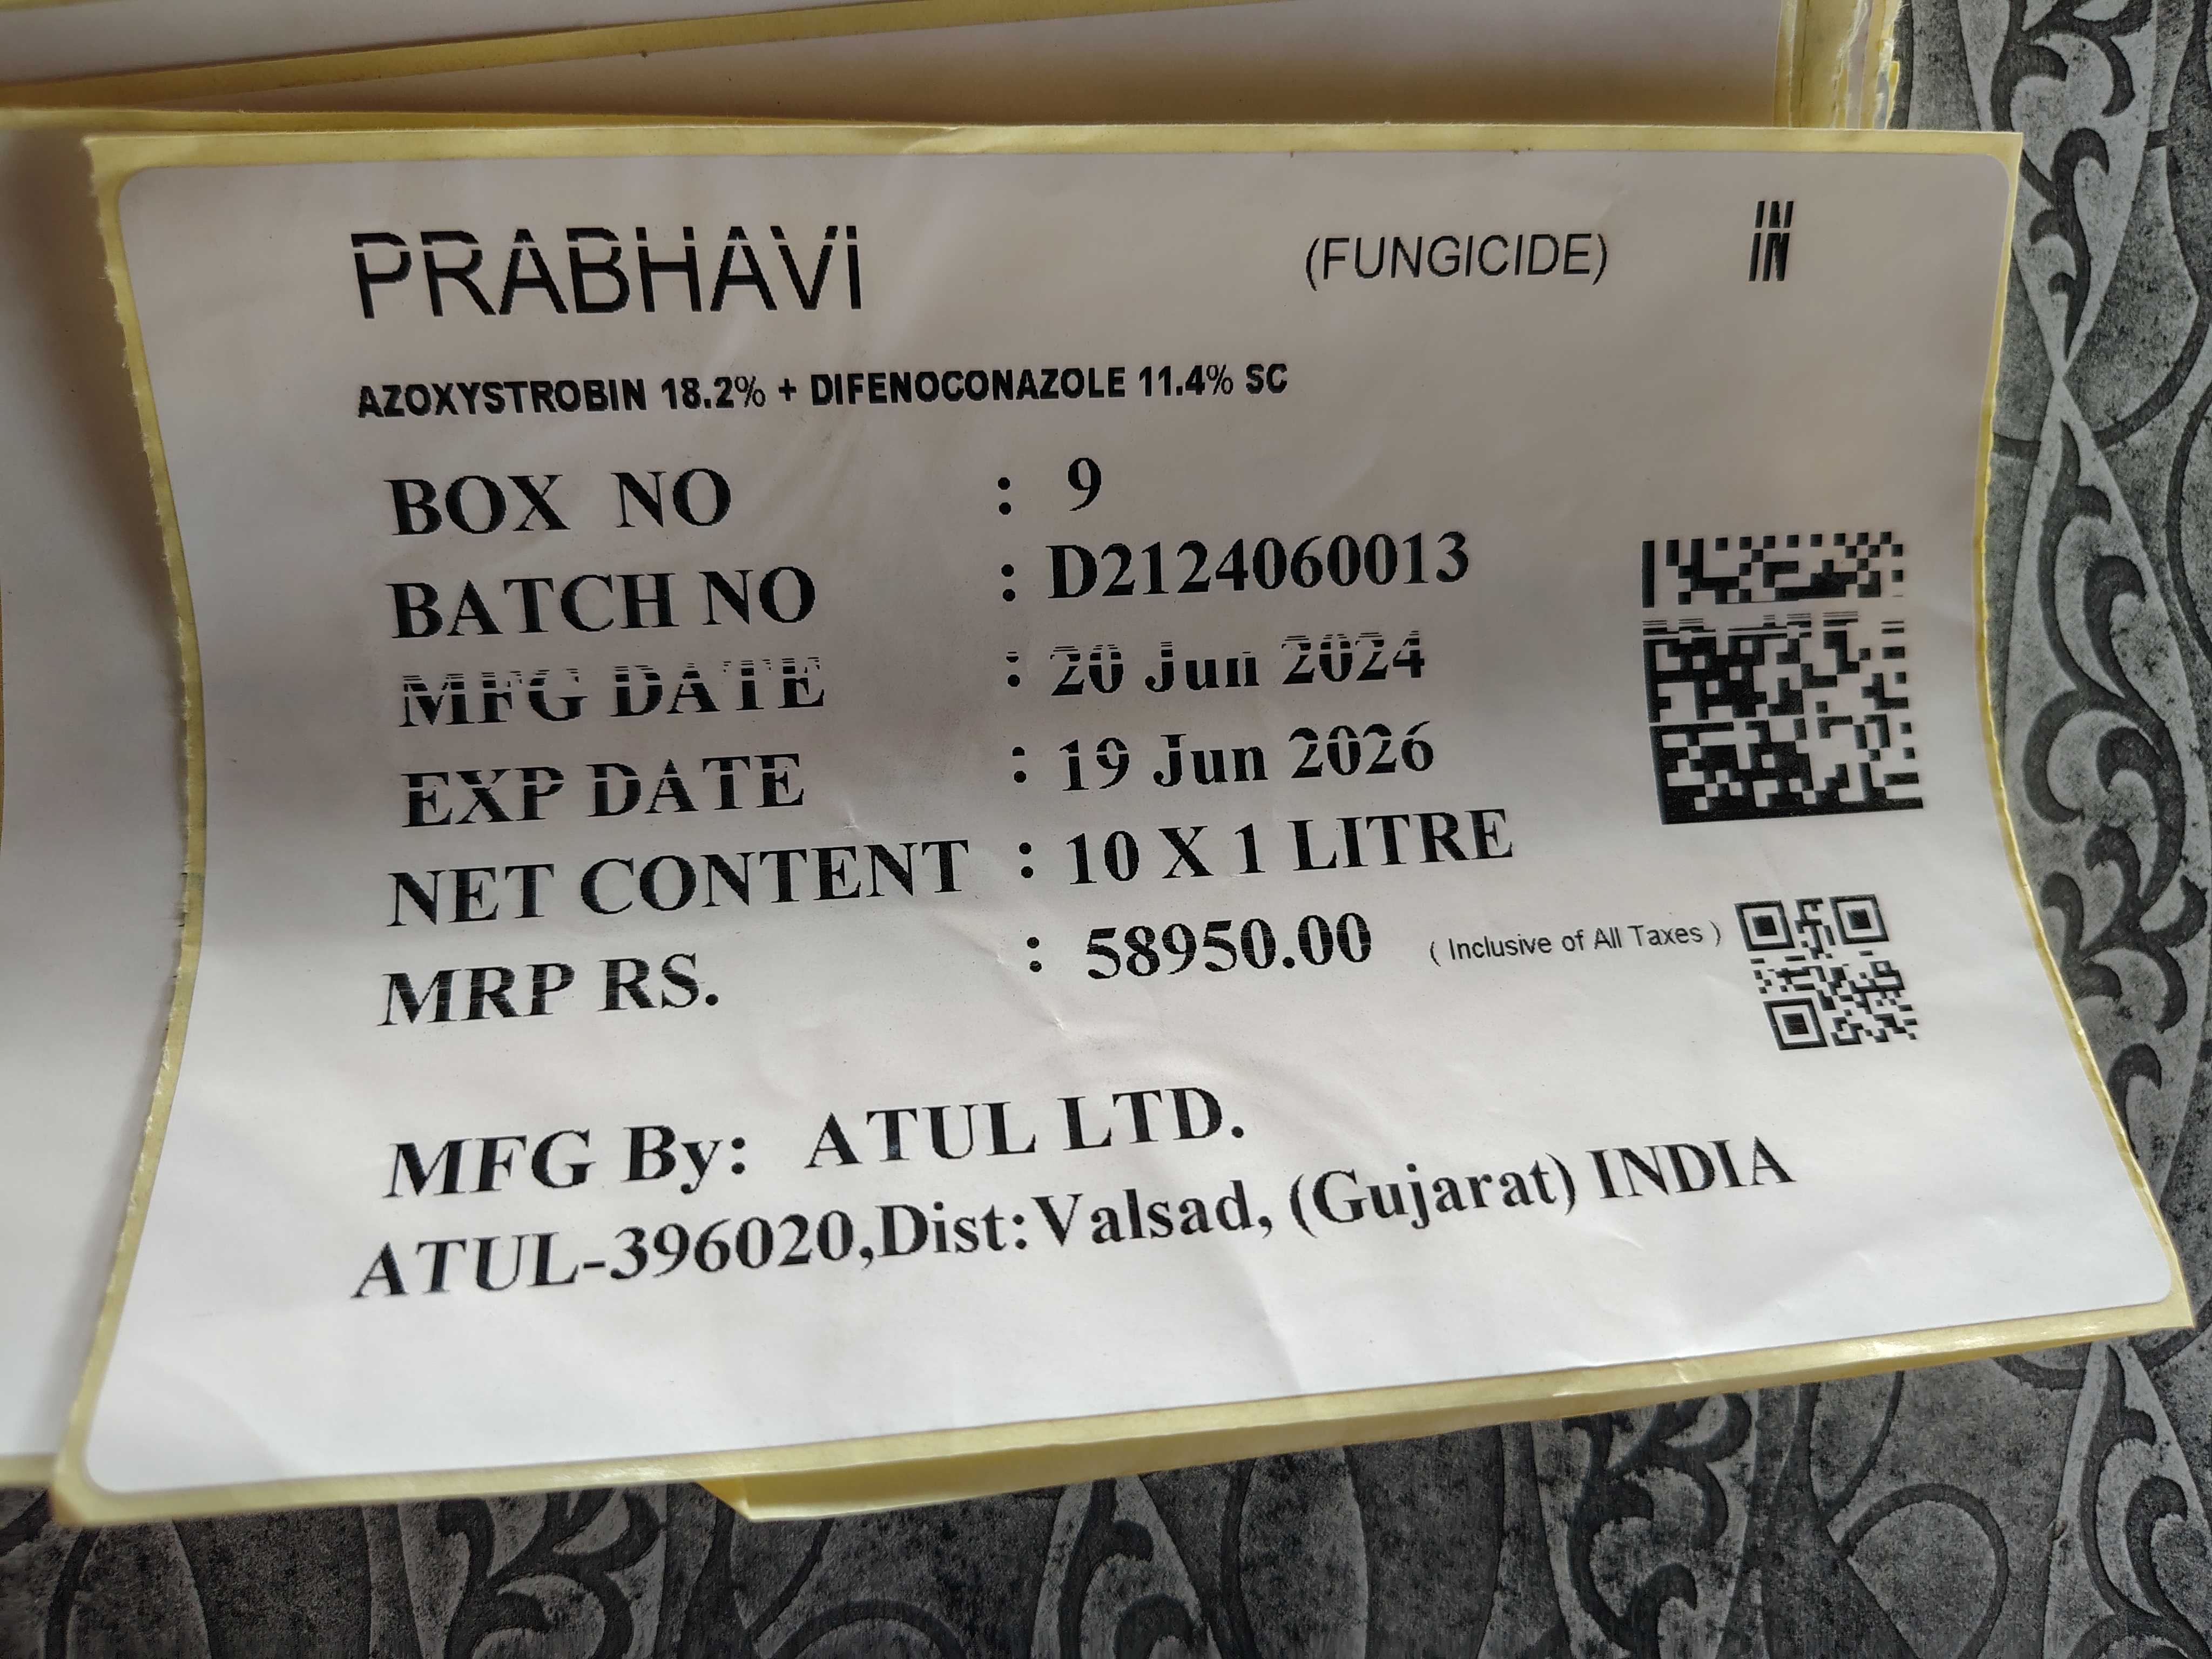 PRABHAVI (FUNGICIDE) IN
AZOXYSTROBIN 18.2% + DIFENOCONAZOLE 11.4% SC
BOX NO : 9
BATCH NO : D2124060013
MFG DATE : 20 Jun 2024
EXP DATE : 19 Jun 2026
NET CONTENT : 10 X 1 LITRE
MRP RS. : 58950.00 ( Inclusive of All Taxes )
MFG By: ATUL LTD.
ATUL-396020,Dist:Valsad, (Gujarat) INDIA